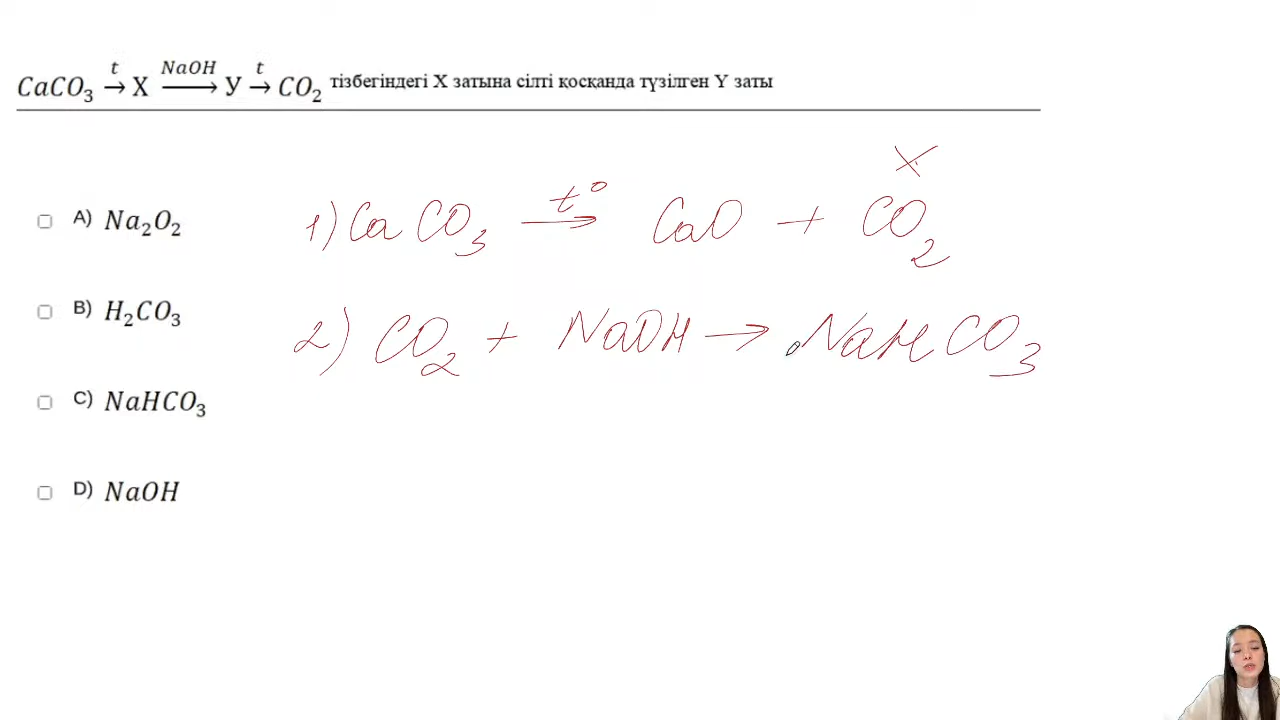 CaCO₃ →ᵗ X →ᴺᵃᴼᴴ У →ᵗ CO₂ тізбегіндегі X затына сілті қосқанда түзілген Y заты
X
A) Na₂O₂
1) CaCO₃ →ᵗ° CaO + CO₂
B) H₂CO₃
2) CO₂ + NaOH → NaHCO₃
C) NaHCO₃
D) NaOH